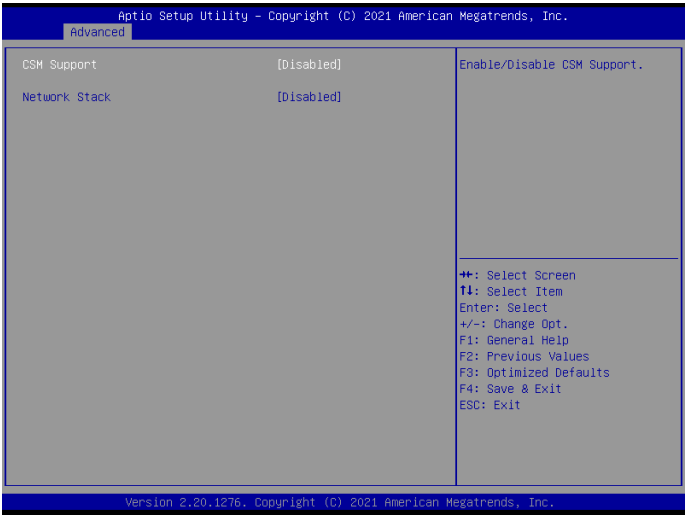 Aptio Setup Utility – Copyright (C) 2021 American Megatrends, Inc.
Advanced
CSM Support [Disabled]
Network Stack [Disabled]
Enable/Disable CSM Support.
→←: Select Screen
↑↓: Select Item
Enter: Select
+/-: Change Opt.
F1: General Help
F2: Previous Values
F3: Optimized Defaults
F4: Save & Exit
ESC: Exit
Version 2.20.1276. Copyright (C) 2021 American Megatrends, Inc.